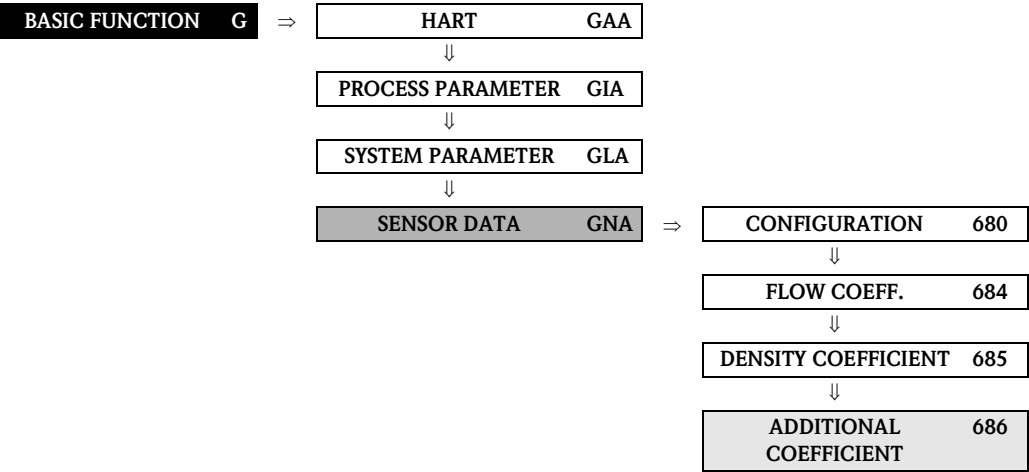 BASIC FUNCTION G ⇒ HART GAA
⇓
PROCESS PARAMETER GIA
⇓
SYSTEM PARAMETER GLA
⇓
SENSOR DATA GNA ⇒ CONFIGURATION 680
⇓
FLOW COEFF. 684
⇓
DENSITY COEFFICIENT 685
⇓
ADDITIONAL 686
COEFFICIENT